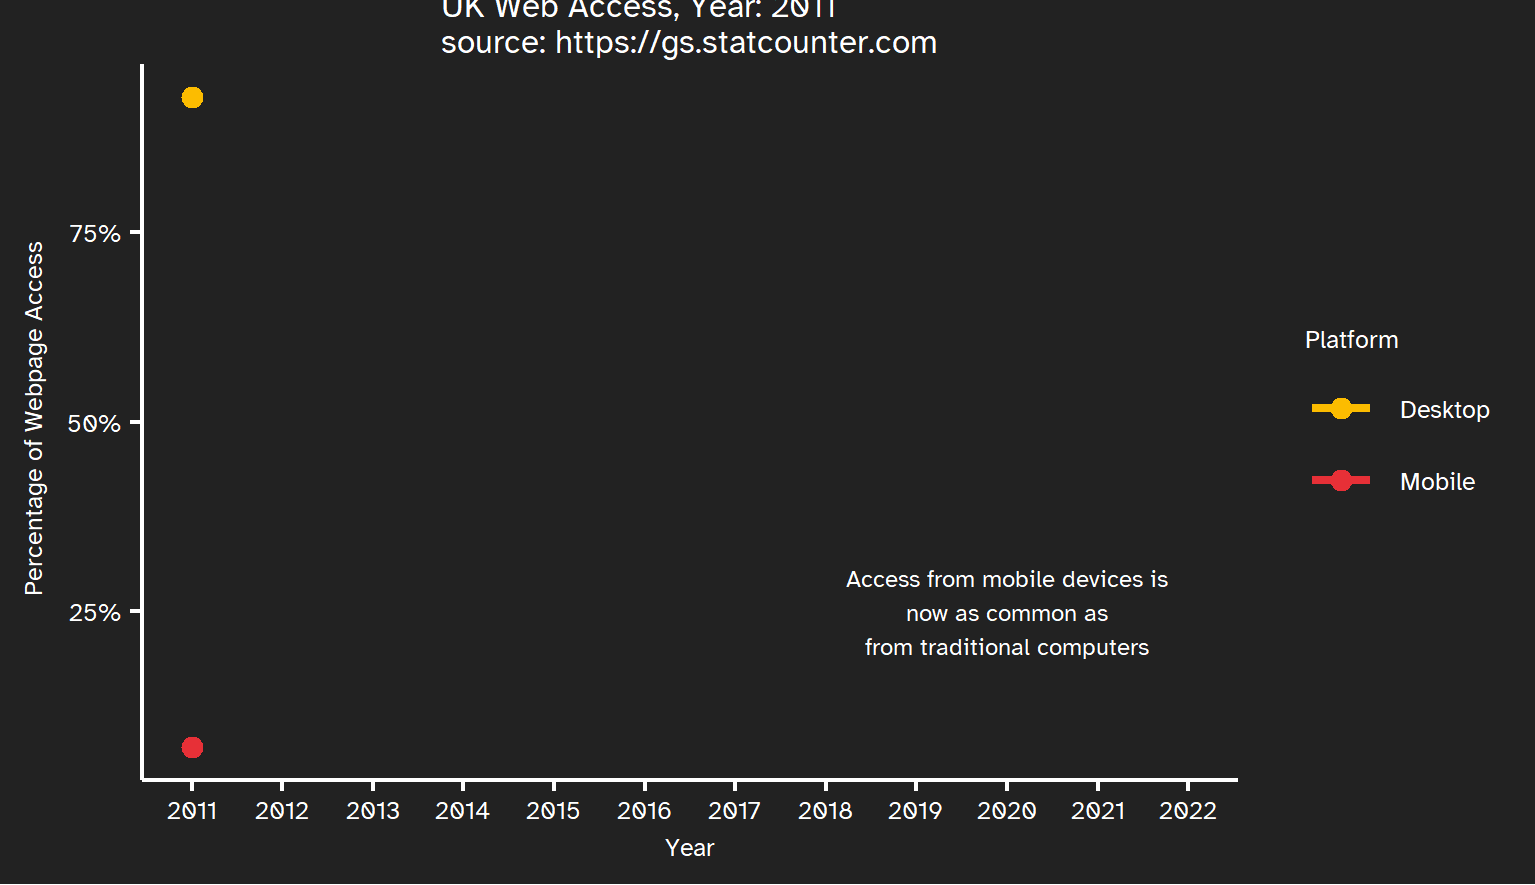 UK Web Access, Year: 2011
source: https://gs.statcounter.com
Percentage of Webpage Access
75%
50%
25%
Platform
Desktop
Mobile
Access from mobile devices is
now as common as
from traditional computers
2011 2012 2013 2014 2015 2016 2017 2018 2019 2020 2021 2022
Year